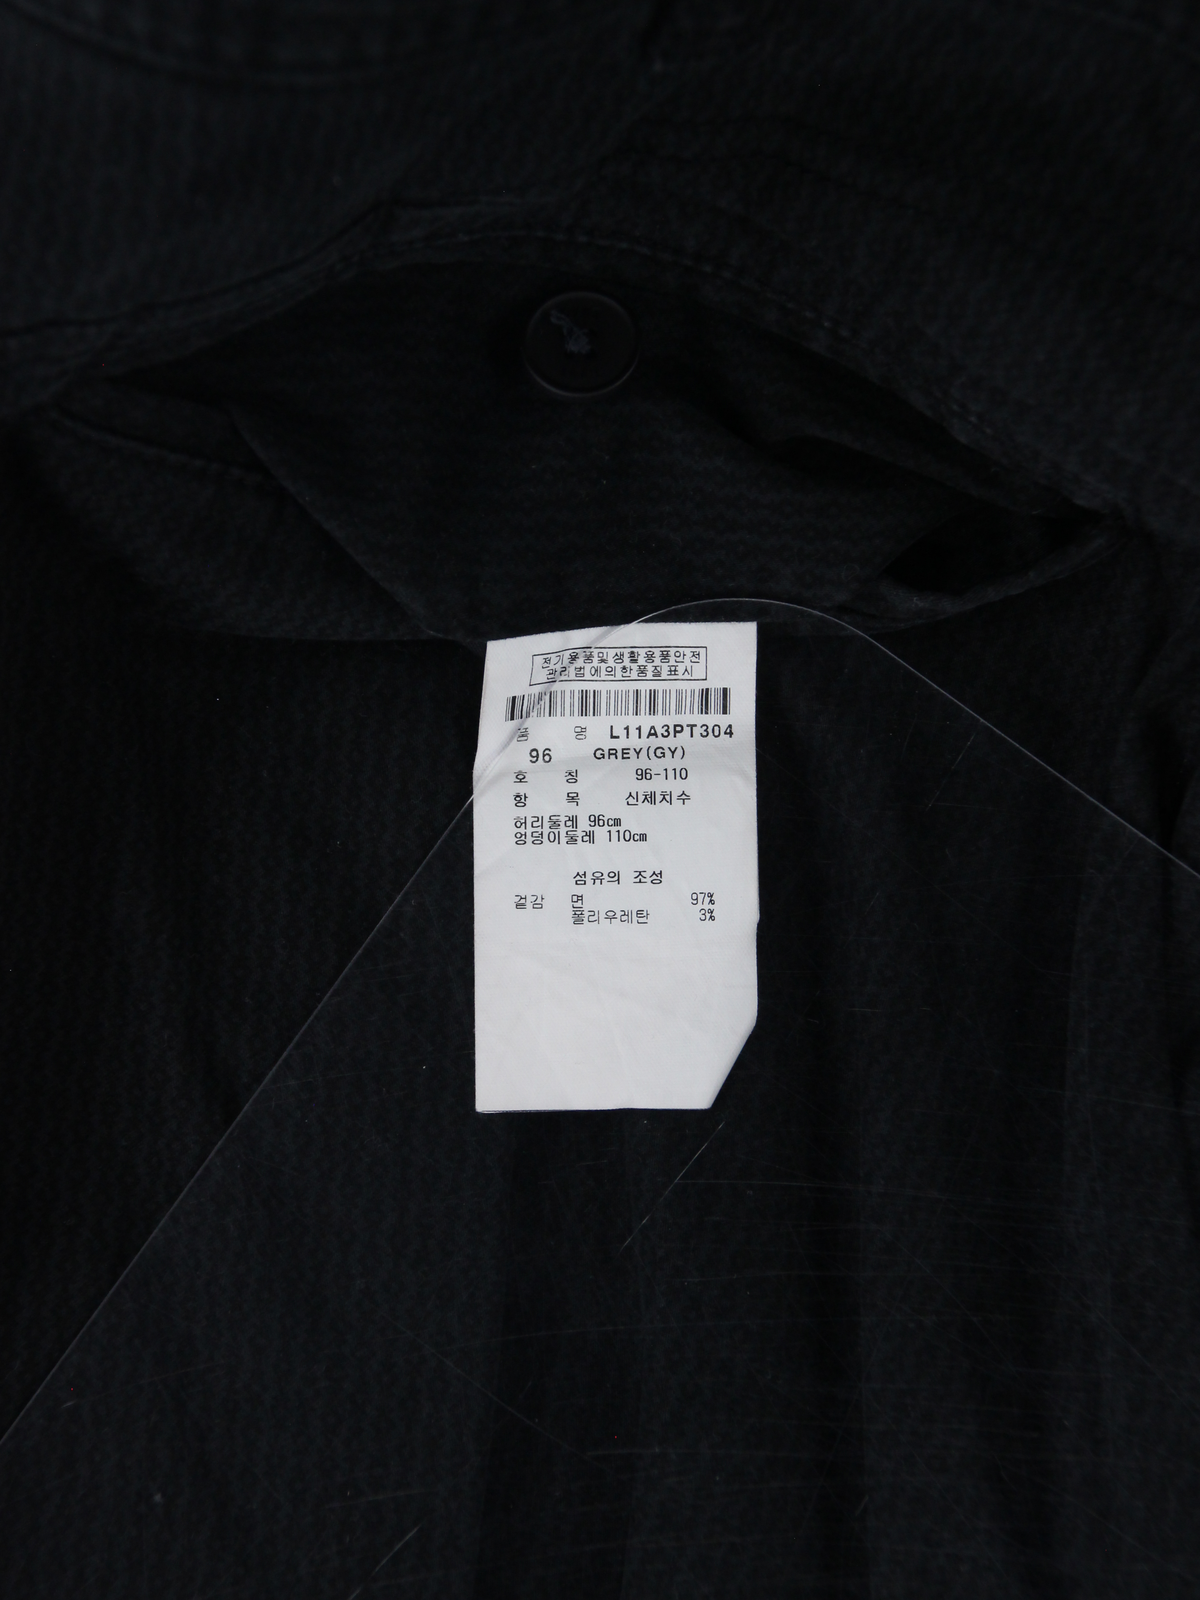 전기용품및생활용품안전
관리법에의한품질표시
품 명 L11A3PT304
96 GREY(GY)
호 칭 96-110
항 목 신체치수
허리둘레 96cm
엉덩이둘레 110cm
섬유의 조성
겉감 면 97%
폴리우레탄 3%